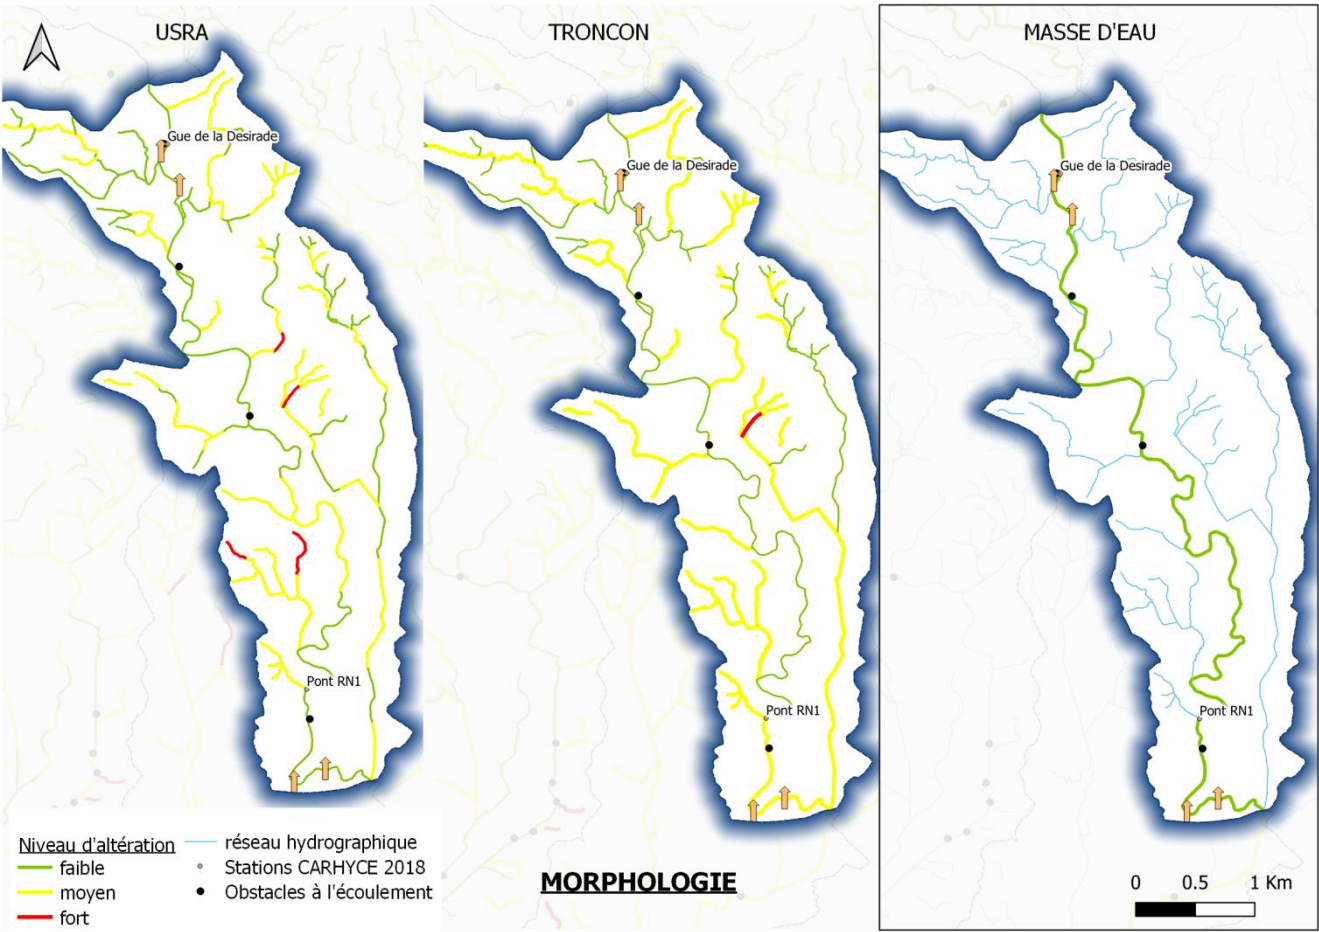 USRA
TRONCON
MASSE D'EAU
Gue de la Desirade
Gue de la Desirade
Gue de la Desirade
Pont RN1
Pont RN1
Pont RN1
Niveau d'altération
faible
moyen
fort
réseau hydrographique
Stations CARHYCE 2018
Obstacles à l'écoulement
MORPHOLOGIE
0 0.5 1 Km